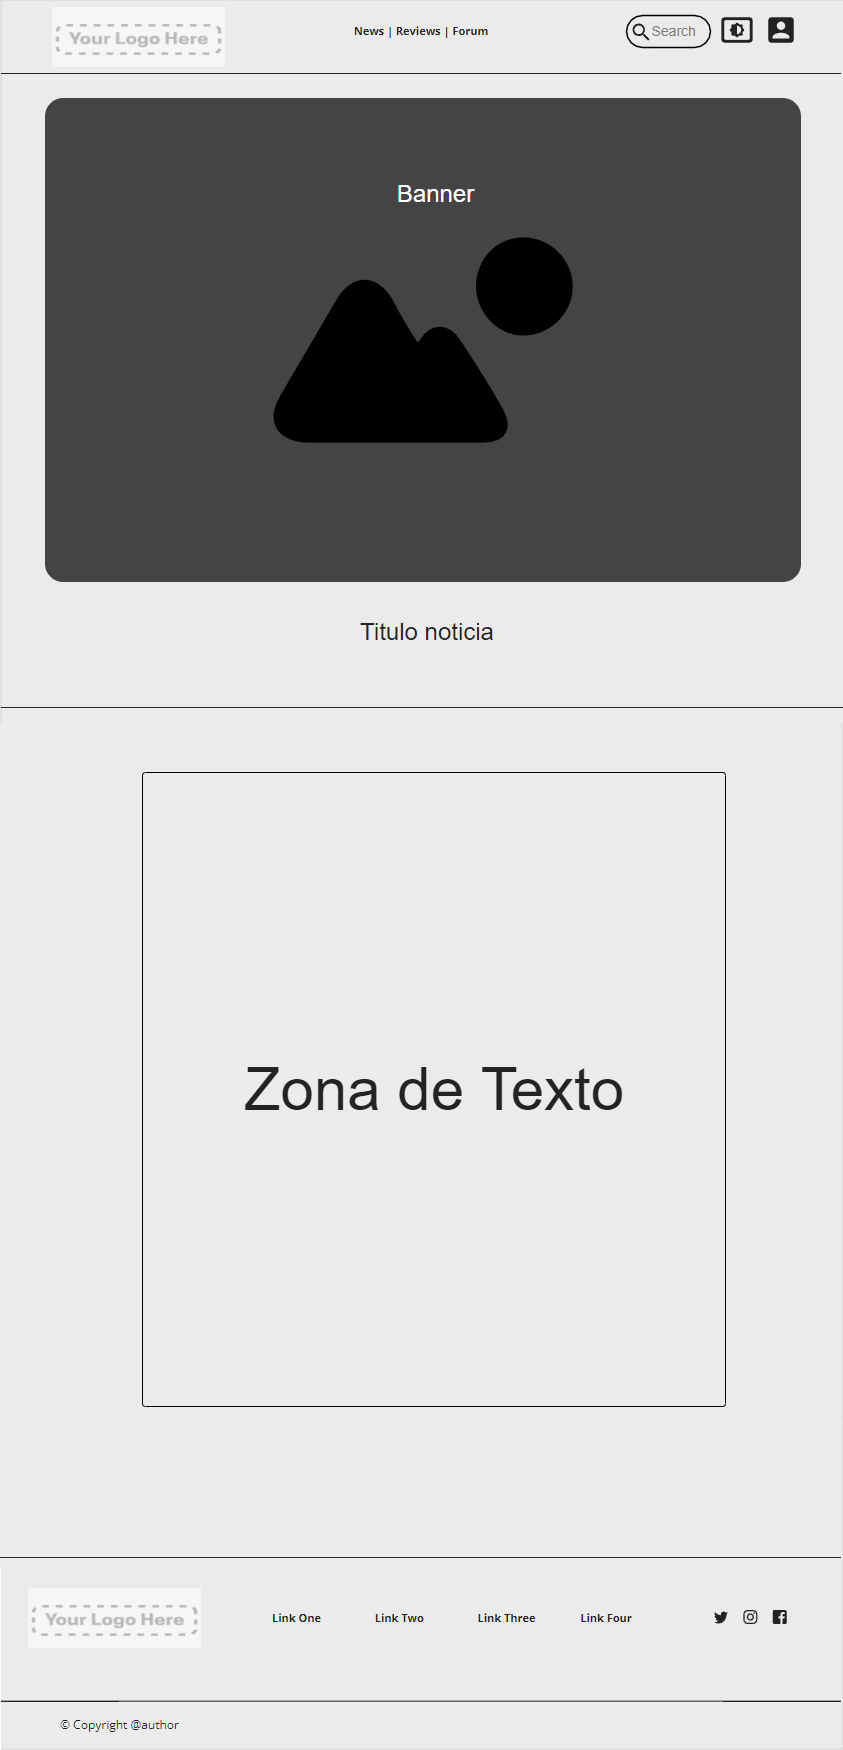 Your Logo Here
News | Reviews | Forum
Search
Banner
Titulo noticia
Zona de Texto
Your Logo Here
Link One
Link Two
Link Three
Link Four
© Copyright @author